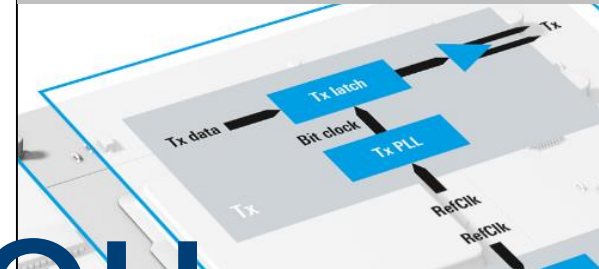 Tx
Tx latch
Tx data
Bit clock
Tx PLL
Tx
RefClk
RefClk